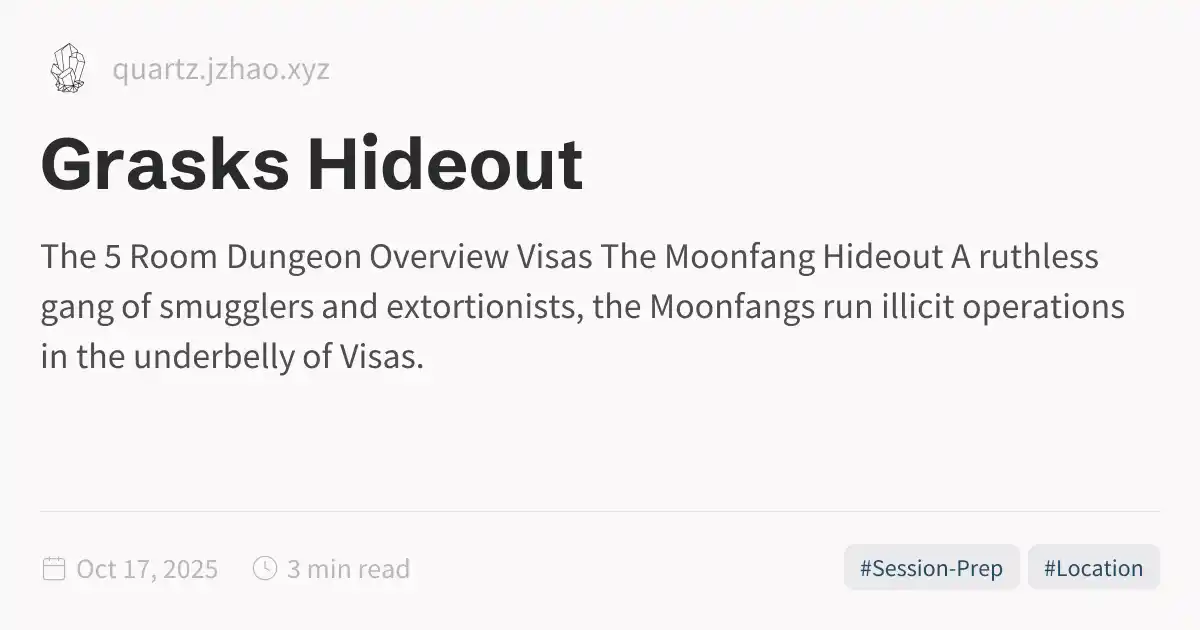 quartz.jzhao.xyz
Grasks Hideout
The 5 Room Dungeon Overview Visas The Moonfang Hideout A ruthless
gang of smugglers and extortionists, the Moonfangs run illicit operations
in the underbelly of Visas.
Oct 17, 2025 3 min read #Session-Prep #Location